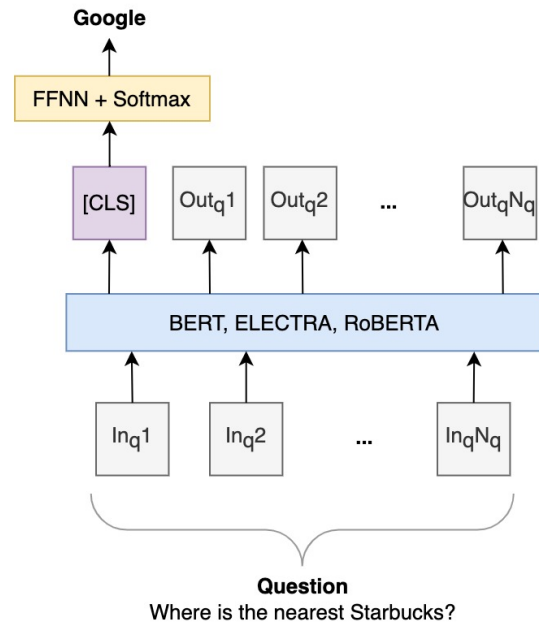 Google
FFNN + Softmax
[CLS] Outq1 Outq2 ... OutqNq
BERT, ELECTRA, RoBERTA
Inq1 Inq2 ... InqNq
Question
Where is the nearest Starbucks?